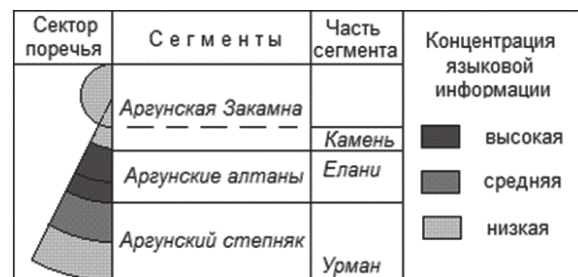 Сектор
поречья
Сегменты
Часть
сегмента
Концентрация
языковой
информации
Аргунская Закамна
Камень
Аргунские алтаны
Елани
Аргунский степняк
Урман
высокая
средняя
низкая